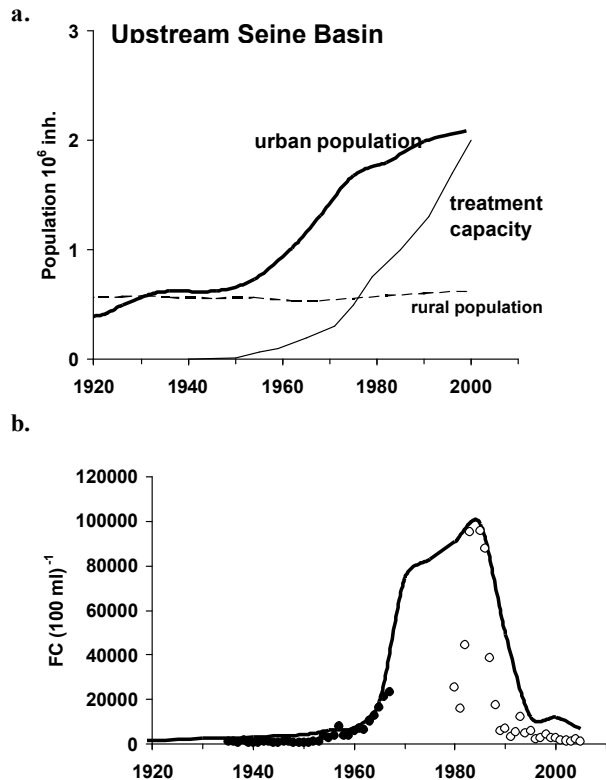 a.
Upstream Seine Basin
3
2
1
0
Population 10⁶ inh.
urban population
treatment
capacity
rural population
1920 1940 1960 1980 2000
b.
120000
100000
80000
60000
40000
20000
0
FC (100 ml)⁻¹
1920 1940 1960 1980 2000